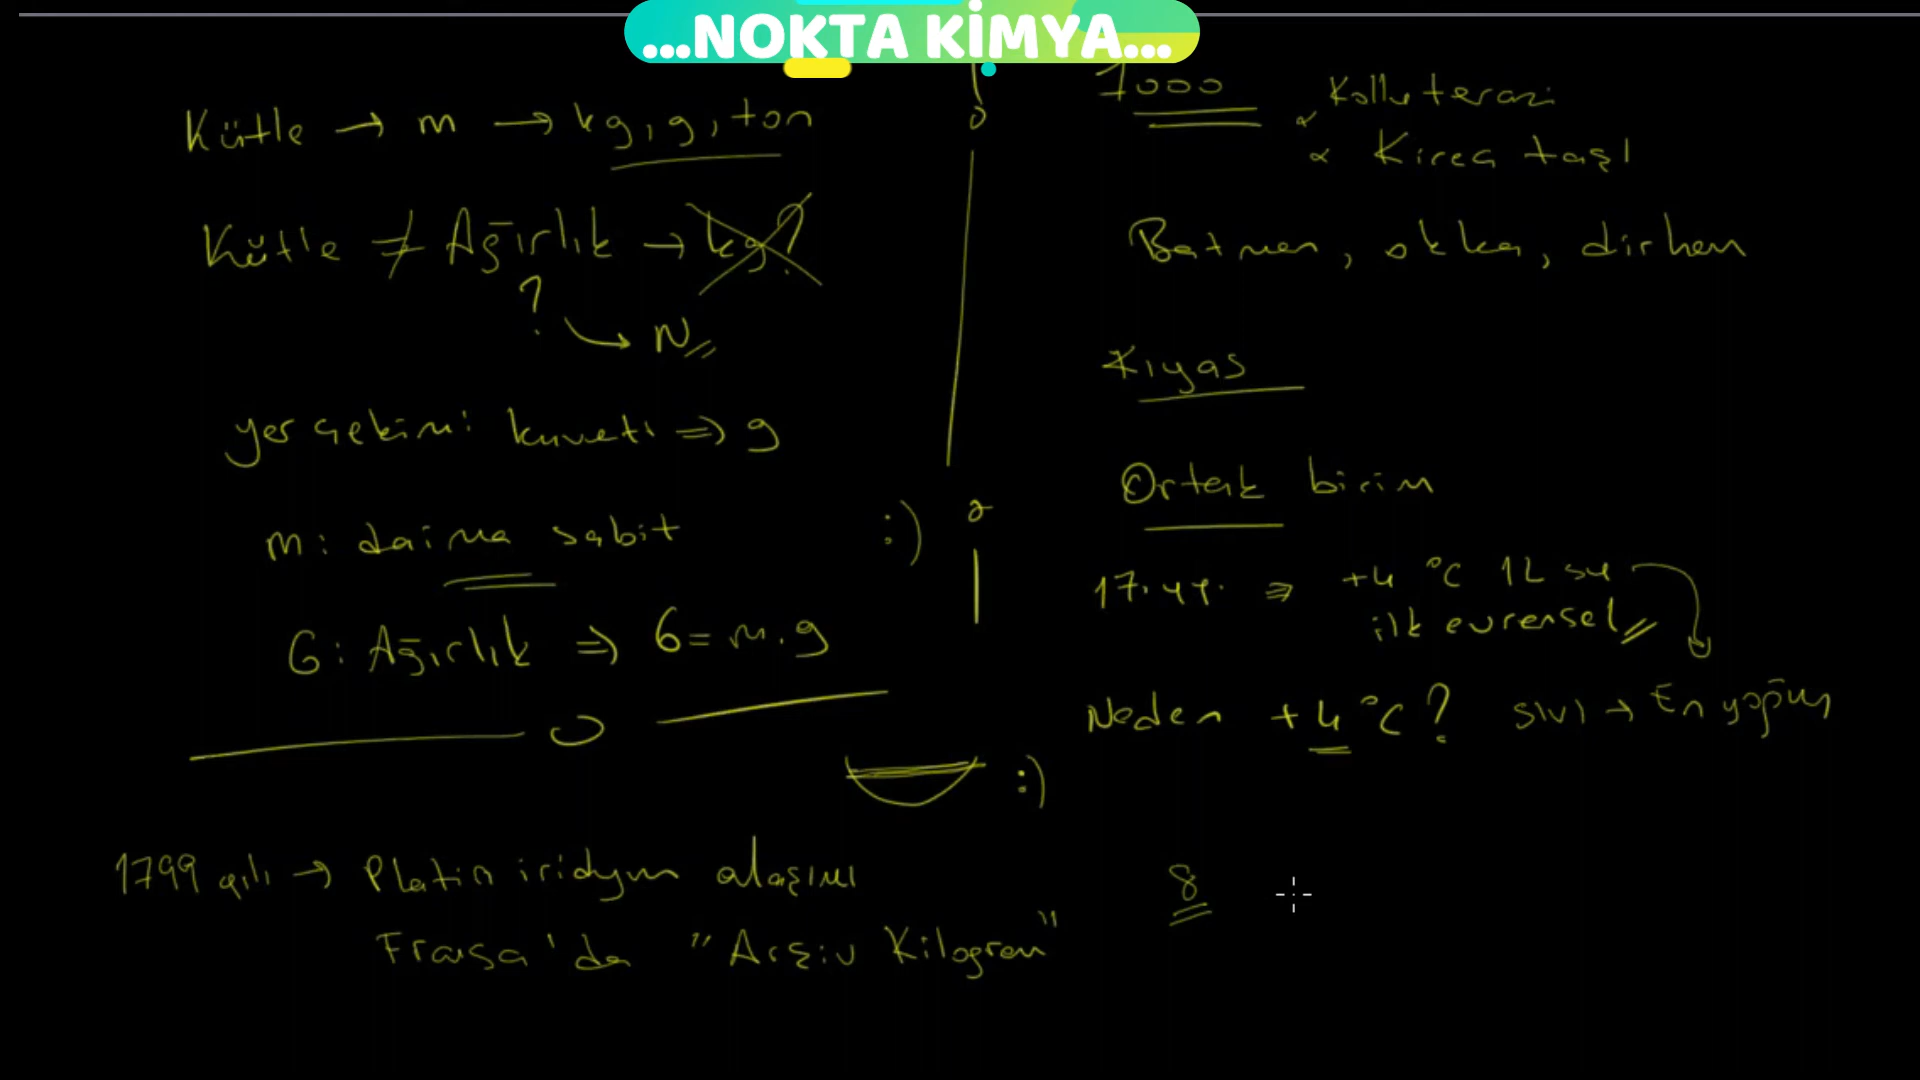 ...NOKTA KİMYA...
Kütle → m → kg, g, ton
Kütle ≠ Ağırlık → kg?
? → N
yer çekimi kuvveti ⇒ g
m: daima sabit :)
G: Ağırlık ⇒ G = m.g
1000
Kollu terazi
Kireç taşı
Batman, okka, dirhem
Kıyas
Ortak birim
17. yy. ⇒ +4 °C 1L su
ilk evrensel
Neden +4 °C? sıvı → En yoğun
:)
1799 yılı → Platin iridyum alaşımı
Fransa'da "Arşiv Kilogram"
8